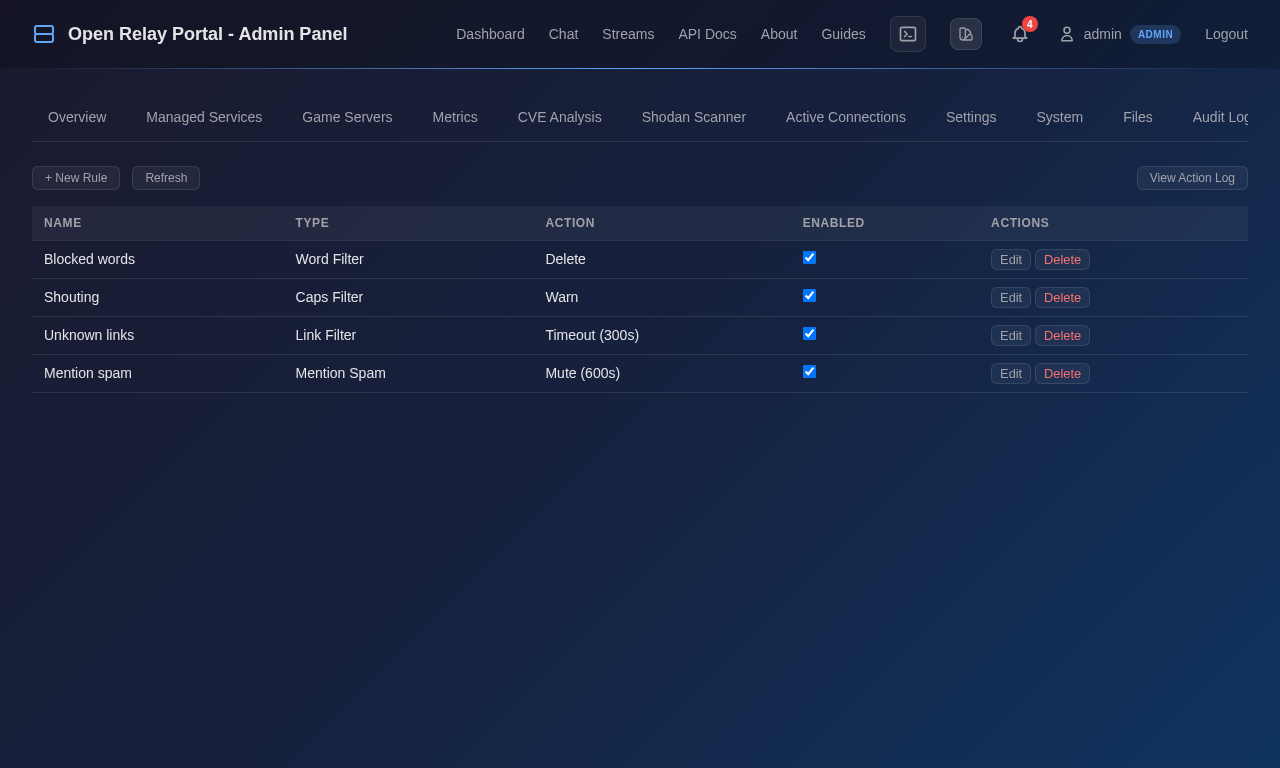 Open Relay Portal - Admin Panel Dashboard Chat Streams API Docs About Guides 4 admin ADMIN Logout
Overview Managed Services Game Servers Metrics CVE Analysis Shodan Scanner Active Connections Settings System Files Audit Log
+ New Rule Refresh View Action Log
NAME TYPE ACTION ENABLED ACTIONS
Blocked words Word Filter Delete Edit Delete
Shouting Caps Filter Warn Edit Delete
Unknown links Link Filter Timeout (300s) Edit Delete
Mention spam Mention Spam Mute (600s) Edit Delete